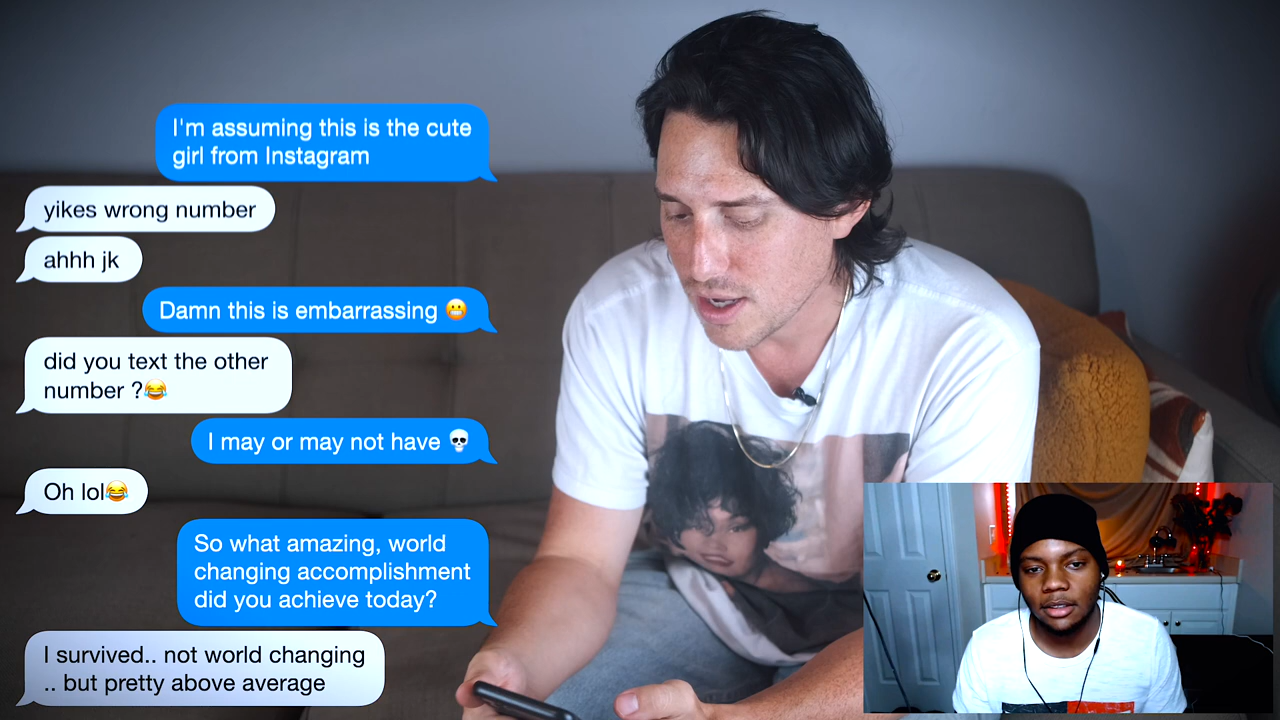 I'm assuming this is the cute
girl from Instagram
yikes wrong number
ahhh jk
Damn this is embarrassing 😬
did you text the other
number ?😂
I may or may not have 💀
Oh lol😂
So what amazing, world
changing accomplishment
did you achieve today?
I survived.. not world changing
.. but pretty above average